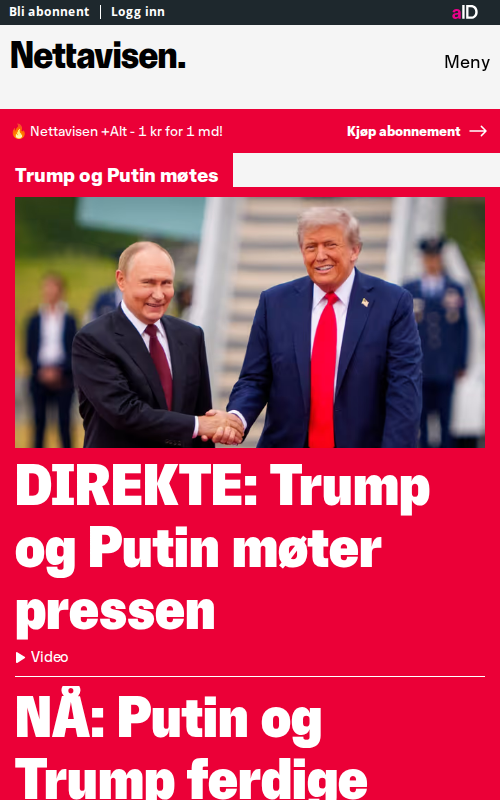 Bli abonnent | Logg inn
aID
Nettavisen.
Meny
🔥 Nettavisen +Alt - 1 kr for 1 md!
Kjøp abonnement →
Trump og Putin møtes
DIREKTE: Trump
og Putin møter
pressen
Video
NÅ: Putin og
Trump ferdige